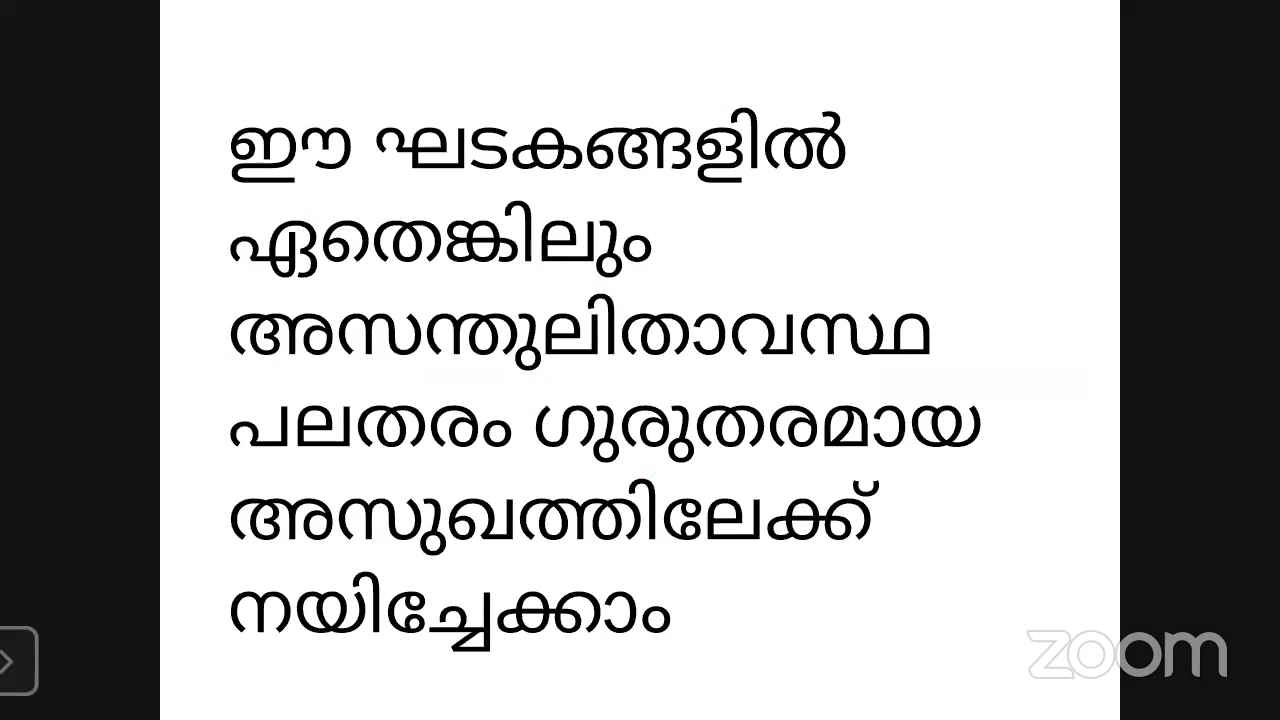 ഈ ഘടകങ്ങളിൽ
ഏതെങ്കിലും
അസന്തുലിതാവസ്ഥ
പലതരം ഗുരുതരമായ
അസുഖത്തിലേക്ക്
നയിച്ചേക്കാം
zoom